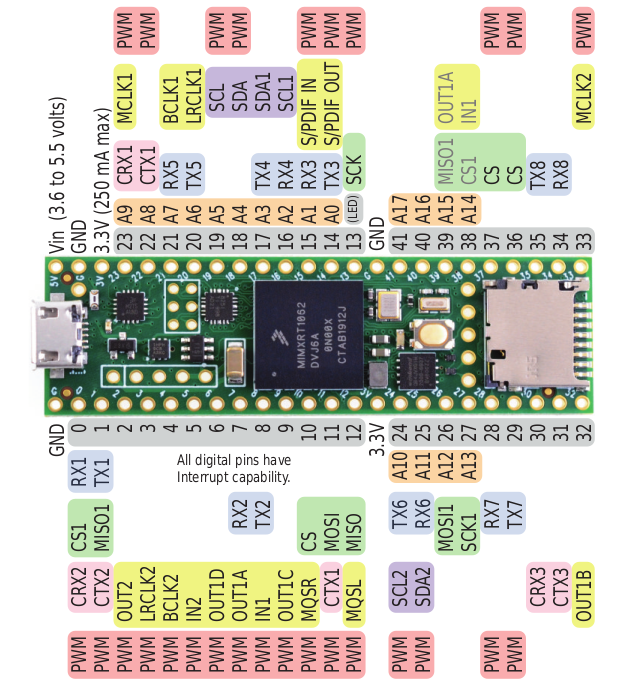 PWM PWM PWM PWM PWM PWM PWM PWM PWM PWM
MCLK1 BCLK1 LRCLK1 SCL SDA SDA1 SCL1 S/PDIF IN S/PDIF OUT OUT1A IN1 MCLK2
CRX1 CTX1 RX5 TX5 TX4 RX4 RX3 TX3 SCK MISO1 CS1 CS CS TX8 RX8
A9 A8 A7 A6 A5 A4 A3 A2 A1 A0 (LED) A17 A16 A15 A14
Vin (3.6 to 5.5 volts)
GND
3.3V (250 mA max)
23 22 21 20 19 18 17 16 15 14 13 GND 41 40 39 38 37 36 35 34 33
MIMXRT1062
DVJ6A
0N00X
CTAB1912J
GND 0 1 2 3 4 5 6 7 8 9 10 11 12 3.3V 24 25 26 27 28 29 30 31 32
RX1 TX1 A10 A11 A12 A13
All digital pins have
Interrupt capability.
CS1 MISO1 RX2 TX2 CS MOSI MISO TX6 RX6 MOSI1 SCK1 RX7 TX7
CRX2 CTX2 OUT2 LRCLK2 BCLK2 IN2 OUT1D OUT1A IN1 OUT1C MQSR CTX1 MQSL SCL2 SDA2 CRX3 CTX3 OUT1B
PWM PWM PWM PWM PWM PWM PWM PWM PWM PWM PWM PWM PWM PWM PWM PWM PWM